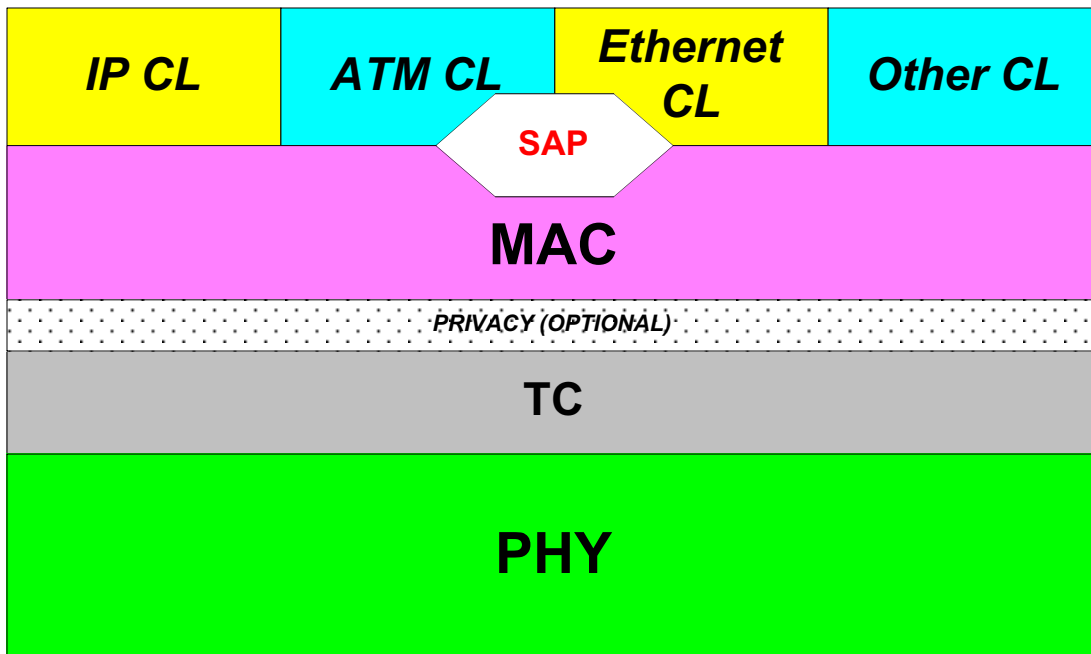 IP CL
ATM CL
Ethernet
CL
Other CL
SAP
MAC
PRIVACY (OPTIONAL)
TC
PHY